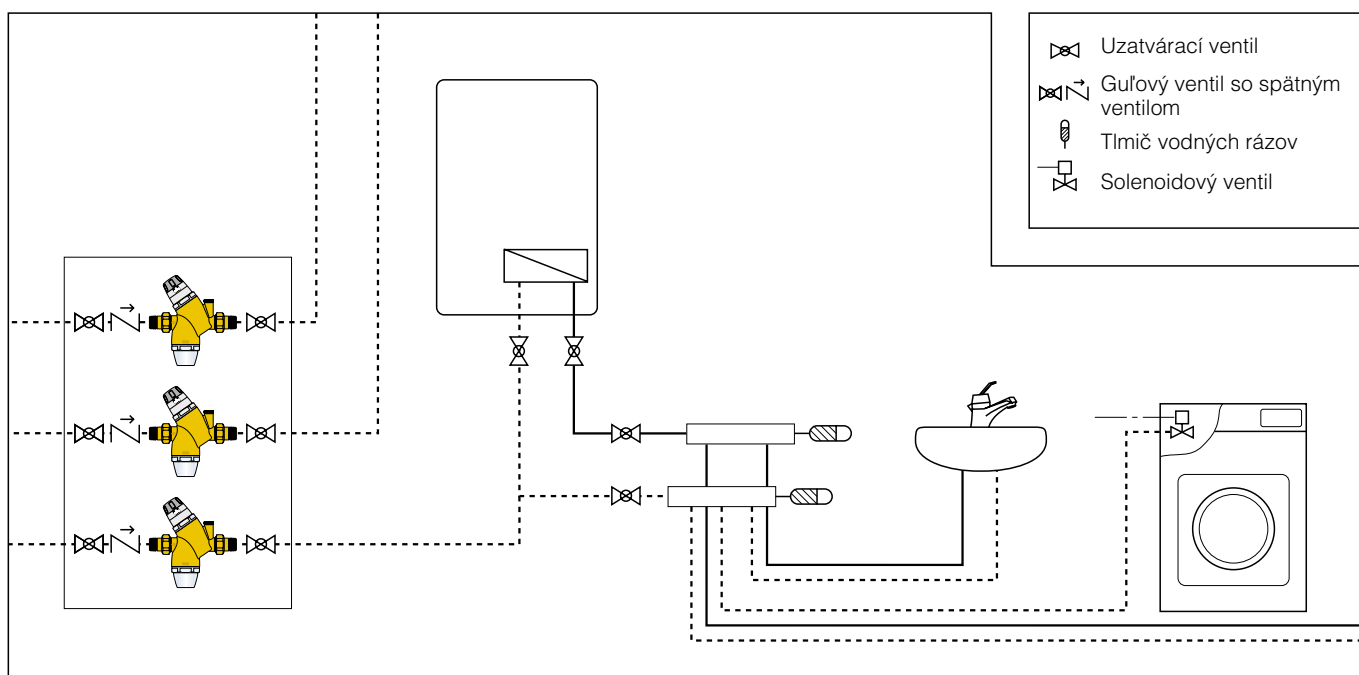 Uzatvárací ventil
Guľový ventil so spätným
ventilom
Tlmič vodných rázov
Solenoidový ventil